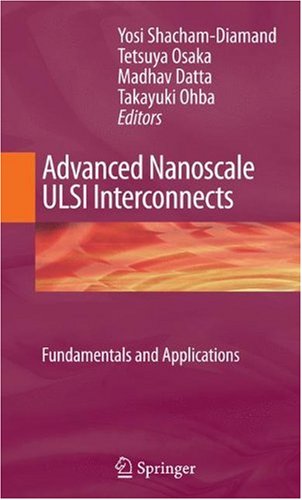 Yosi Shacham-Diamand
Tetsuya Osaka
Madhav Datta
Takayuki Ohba
Editors
Advanced Nanoscale
ULSI Interconnects
Fundamentals and Applications
Springer